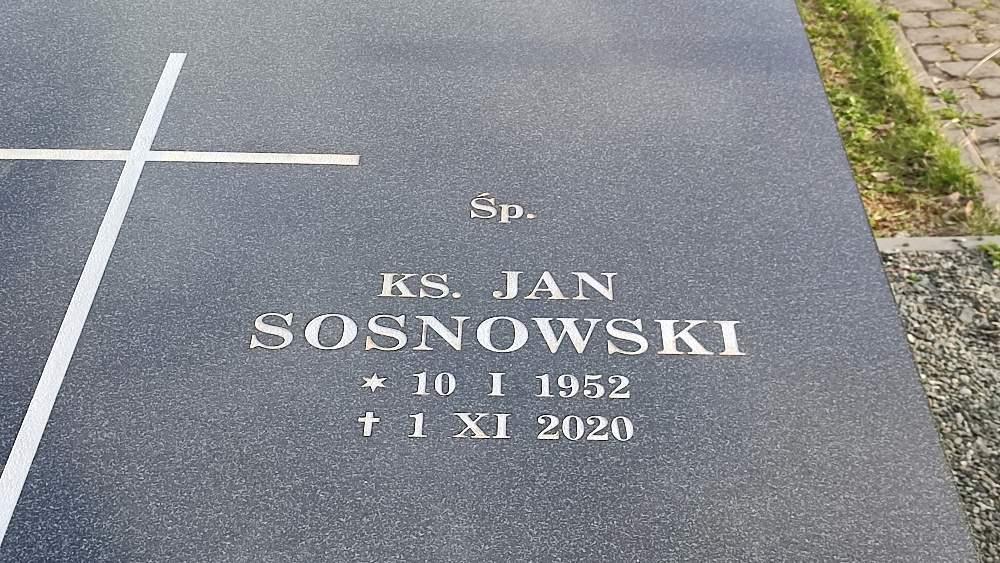 Śp.
KS. JAN
SOSNOWSKI
* 10 I 1952
✝ 1 XI 2020